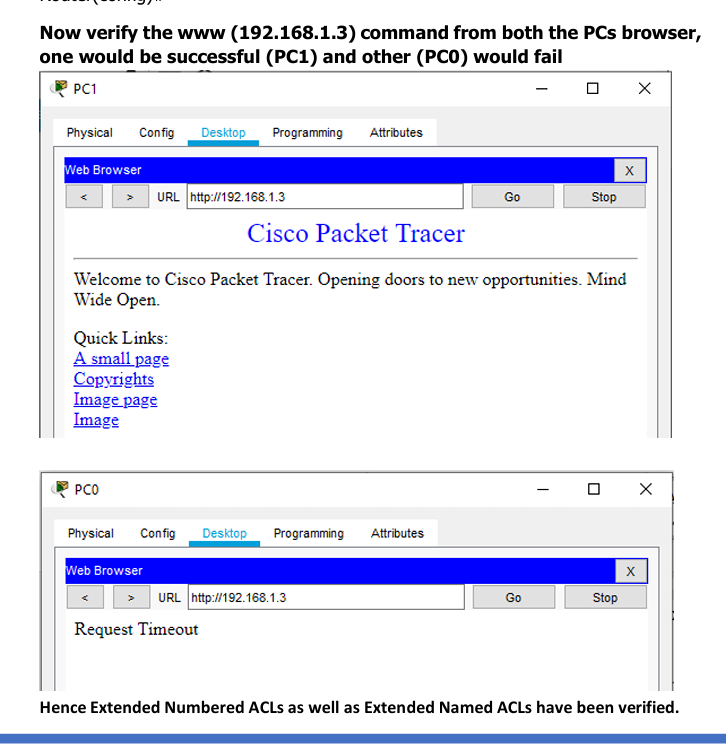 Now verify the www (192.168.1.3) command from both the PCs browser,
one would be successful (PC1) and other (PC0) would fail
PC1
Physical Config Desktop Programming Attributes
Web Browser X
< > URL http://192.168.1.3 Go Stop
Cisco Packet Tracer
Welcome to Cisco Packet Tracer. Opening doors to new opportunities. Mind
Wide Open.
Quick Links:
A small page
Copyrights
Image page
Image
PC0
Physical Config Desktop Programming Attributes
Web Browser X
< > URL http://192.168.1.3 Go Stop
Request Timeout
Hence Extended Numbered ACLs as well as Extended Named ACLs have been verified.